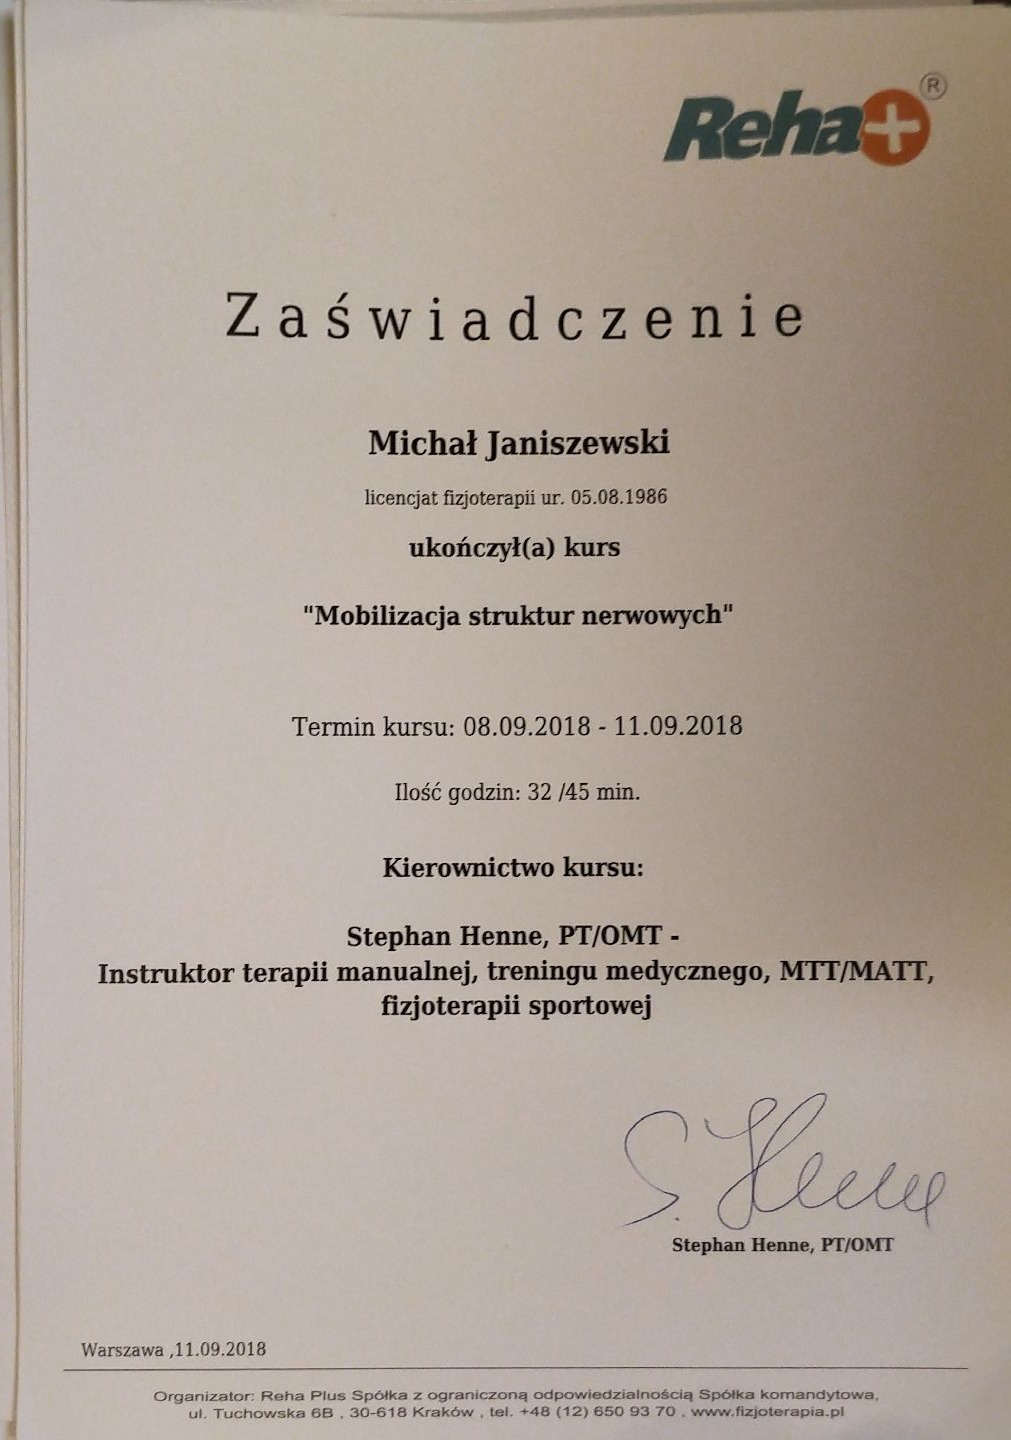 Reha+®
Zaświadczenie
Michał Janiszewski
licencjat fizjoterapii ur. 05.08.1986
ukończył(a) kurs
"Mobilizacja struktur nerwowych"
Termin kursu: 08.09.2018 - 11.09.2018
Ilość godzin: 32 /45 min.
Kierownictwo kursu:
Stephan Henne, PT/OMT -
Instruktor terapii manualnej, treningu medycznego, MTT/MATT,
fizjoterapii sportowej
S. Henne
Stephan Henne, PT/OMT
Warszawa ,11.09.2018
Organizator: Reha Plus Spółka z ograniczoną odpowiedzialnością Spółka komandytowa,
ul. Tuchowska 6B , 30-618 Kraków , tel. +48 (12) 650 93 70 , www.fizjoterapia.pl